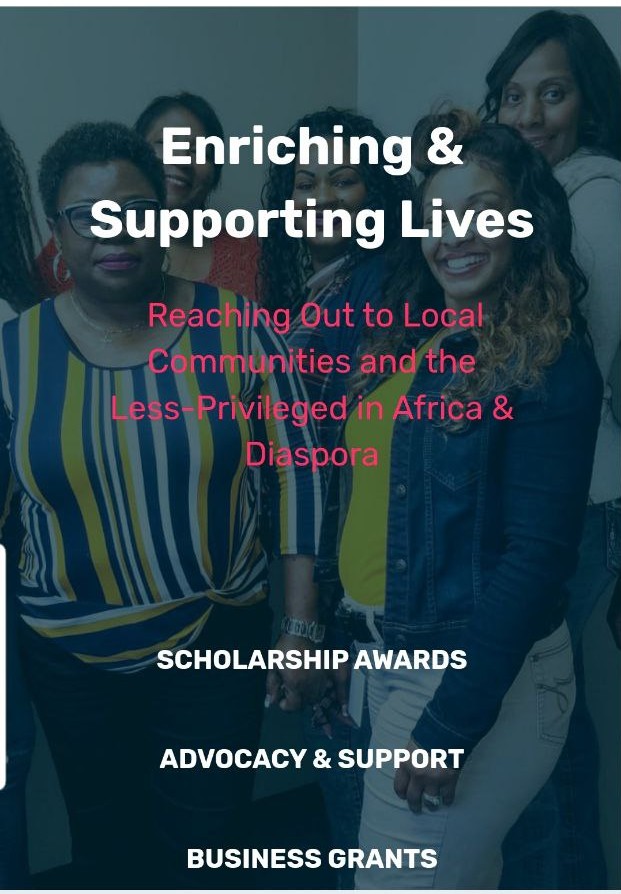 Enriching &
Supporting Lives
Reaching Out to Local
Communities and the
Less-Privileged in Africa &
Diaspora
SCHOLARSHIP AWARDS
ADVOCACY & SUPPORT
BUSINESS GRANTS